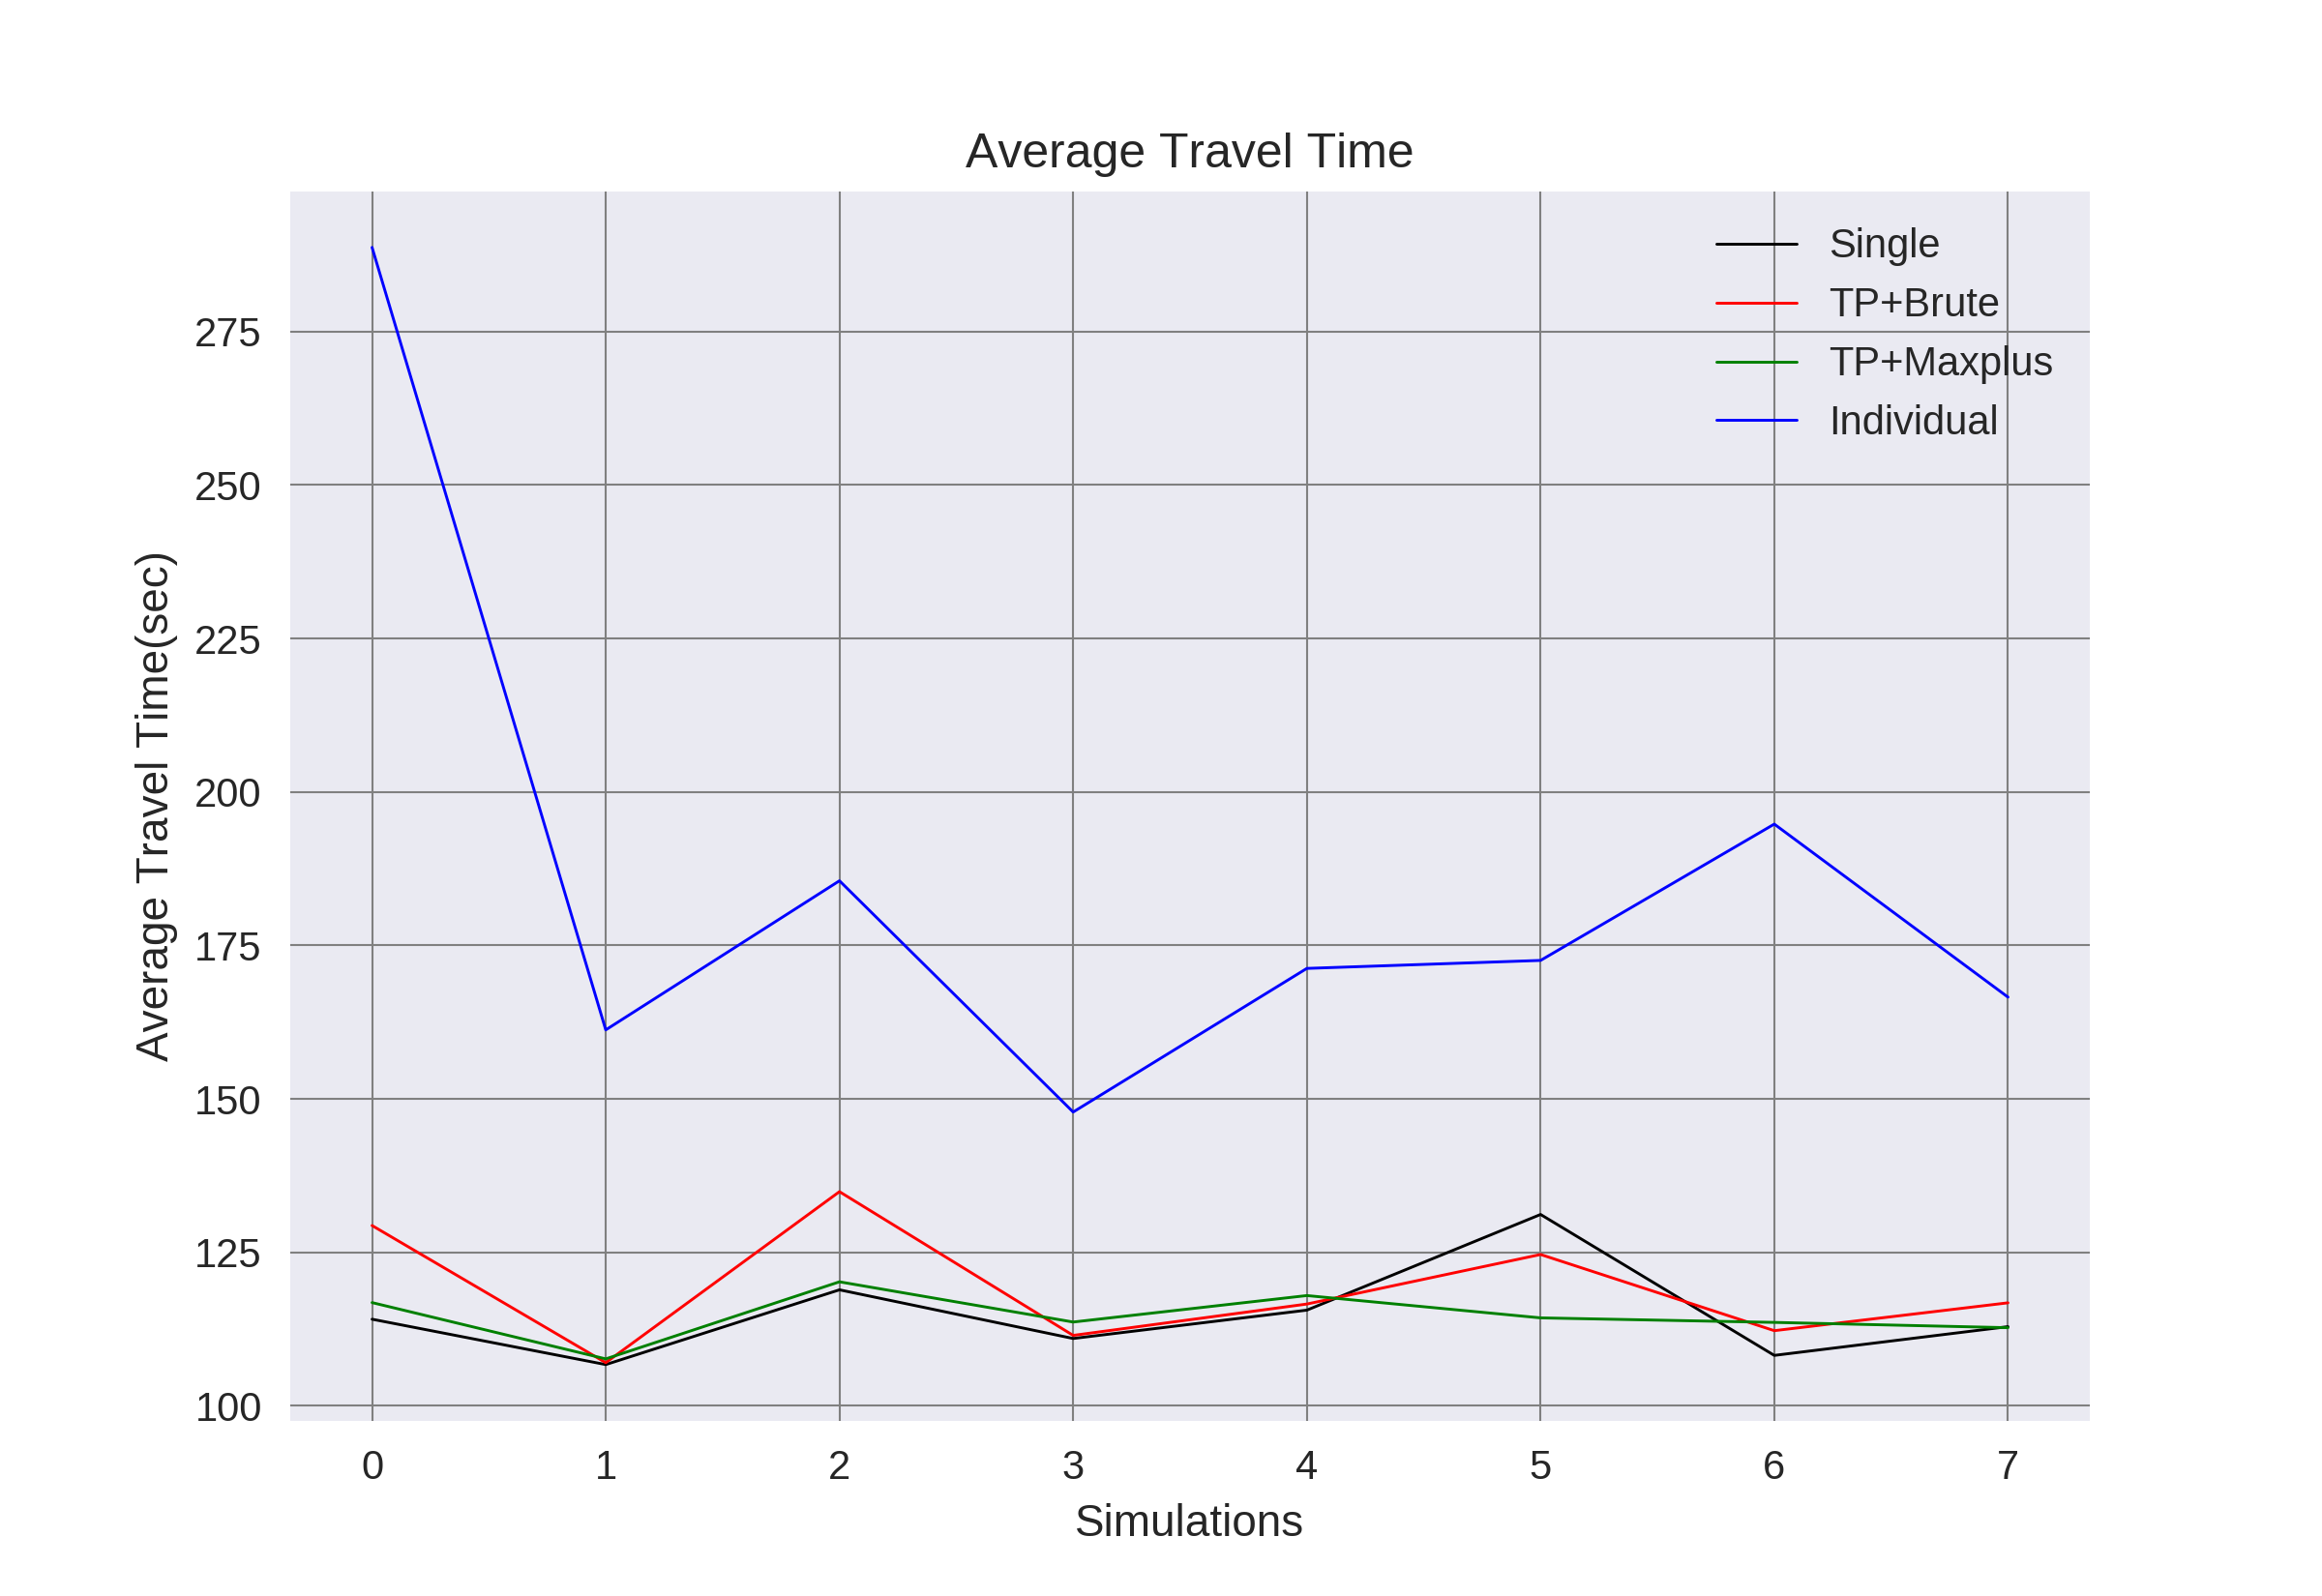 Average Travel Time
Single
TP+Brute
TP+Maxplus
Individual
275
250
225
200
175
150
125
100
Average Travel Time(sec)
0 1 2 3 4 5 6 7
Simulations